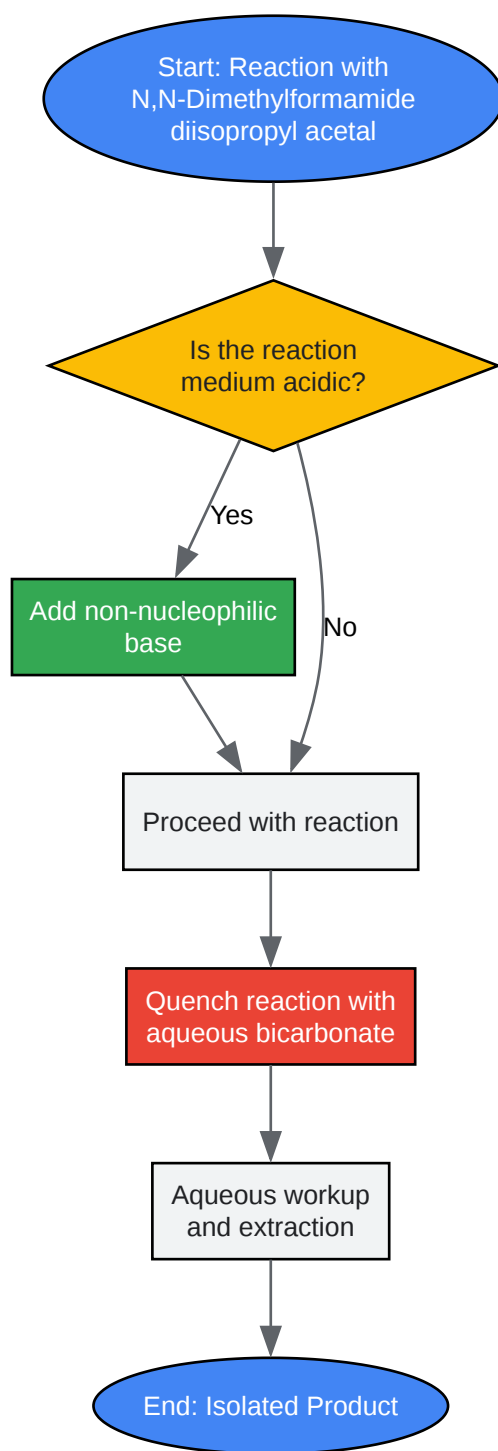 Start: Reaction with
N,N-Dimethylformamide
diisopropyl acetal
Is the reaction
medium acidic?
Yes
Add non-nucleophilic
base
No
Proceed with reaction
Quench reaction with
aqueous bicarbonate
Aqueous workup
and extraction
End: Isolated Product